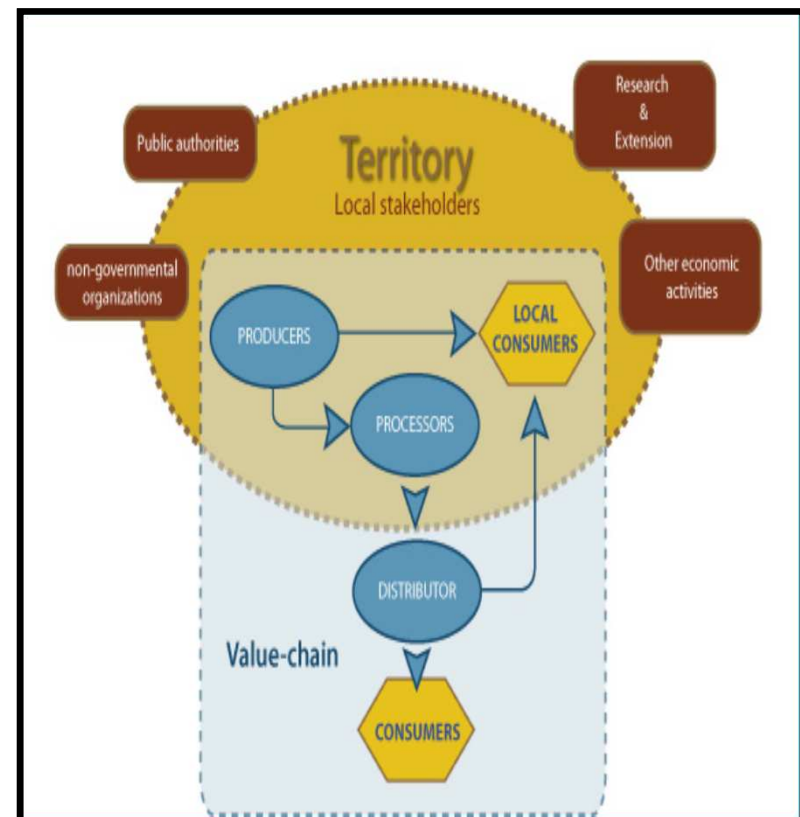 Research
&
Extension
Public authorities
Territory
Local stakeholders
non-governmental
organizations
Other economic
activities
PRODUCERS
LOCAL
CONSUMERS
PROCESSORS
DISTRIBUTOR
Value-chain
CONSUMERS